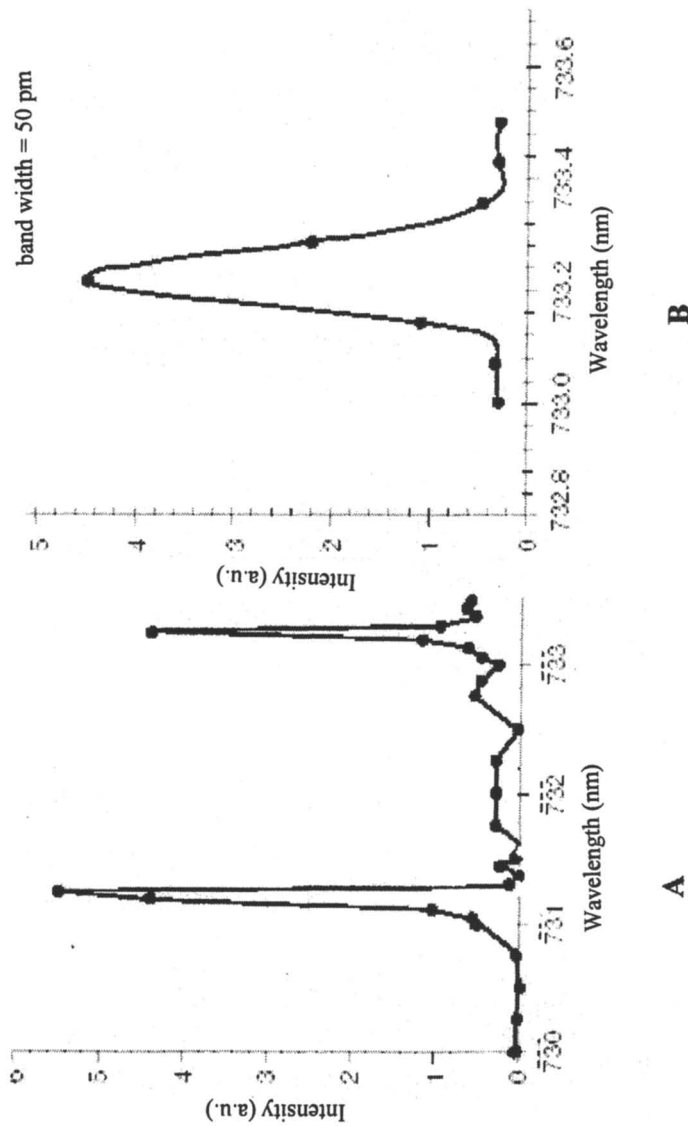 6
5
4
3
2
1
0
Intensity (a.u.)
730 731 732 733
Wavelength (nm)
A
band width = 50 pm
5
4
3
2
1
0
Intensity (a.u.)
732.8 733.0 733.2 733.4 733.6
Wavelength (nm)
B